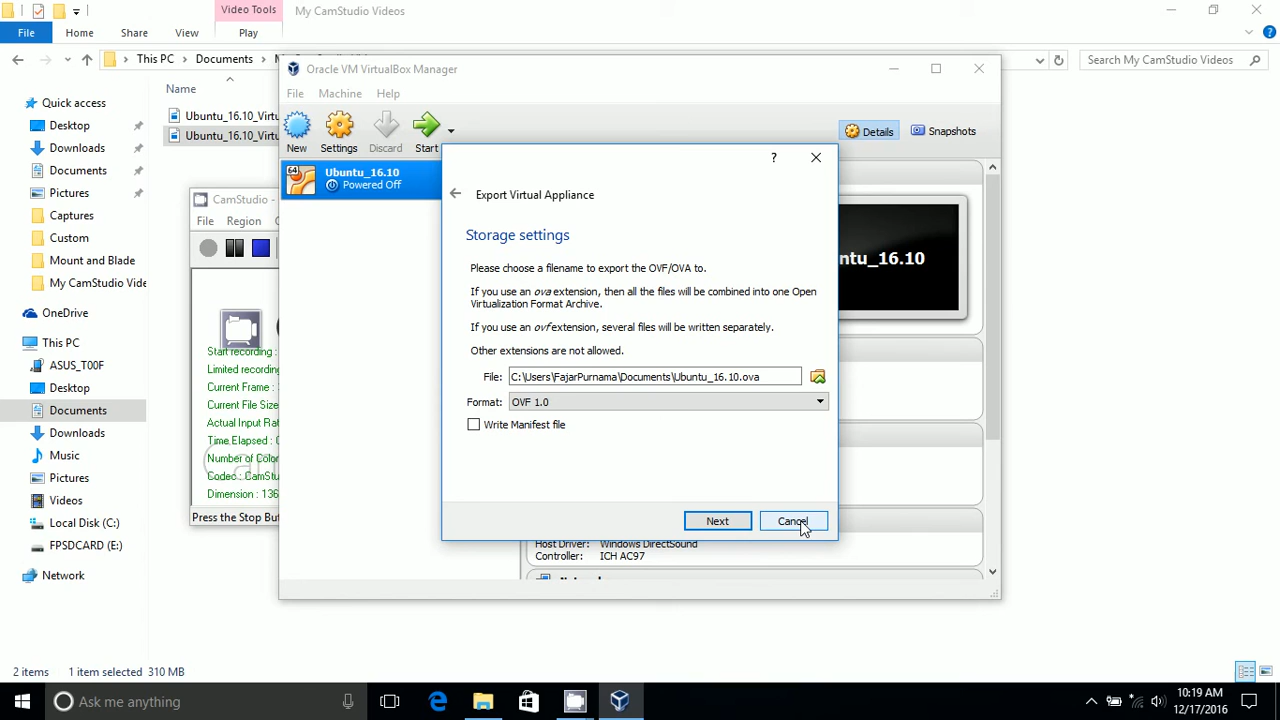 Video Tools
My CamStudio Videos
File
Home
Share
View
Play
This PC
Documents
Search My CamStudio Videos
Name
Quick access
Desktop
Downloads
Documents
Pictures
Captures
Custom
Mount and Blade
My CamStudio Vide
OneDrive
This PC
ASUS_T00F
Desktop
Documents
Downloads
Music
Pictures
Videos
Local Disk (C:)
FPSDCARD (E:)
Network
Ubuntu_16.10_Virtu
Ubuntu_16.10_Virtu
CamStudio -
File
Region
Start recording :
Limited recording
Current Frame :
Current File Size
Actual Input Rat
Time Elapsed : 0
Number of Color
Codec : CamStu
Dimension : 136
Press the Stop Bu
Oracle VM VirtualBox Manager
File
Machine
Help
New
Settings
Discard
Start
Details
Snapshots
64
Ubuntu_16.10
Powered Off
ntu_16.10
Export Virtual Appliance
Storage settings
Please choose a filename to export the OVF/OVA to.
If you use an ova extension, then all the files will be combined into one Open
Virtualization Format Archive.
If you use an ovf extension, several files will be written separately.
Other extensions are not allowed.
File: C:\Users\FajarPurnama\Documents\Ubuntu_16.10.ova
Format: OVF 1.0
Write Manifest file
Next
Cancel
Host Driver: Windows DirectSound
Controller: ICH AC97
2 items
1 item selected 310 MB
Ask me anything
10:19 AM
12/17/2016